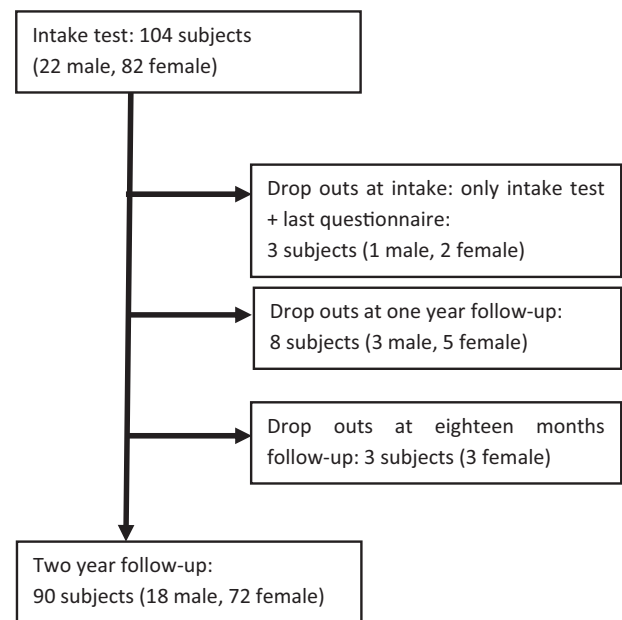 Intake test: 104 subjects
(22 male, 82 female)
Drop outs at intake: only intake test
+ last questionnaire:
3 subjects (1 male, 2 female)
Drop outs at one year follow-up:
8 subjects (3 male, 5 female)
Drop outs at eighteen months
follow-up: 3 subjects (3 female)
Two year follow-up:
90 subjects (18 male, 72 female)